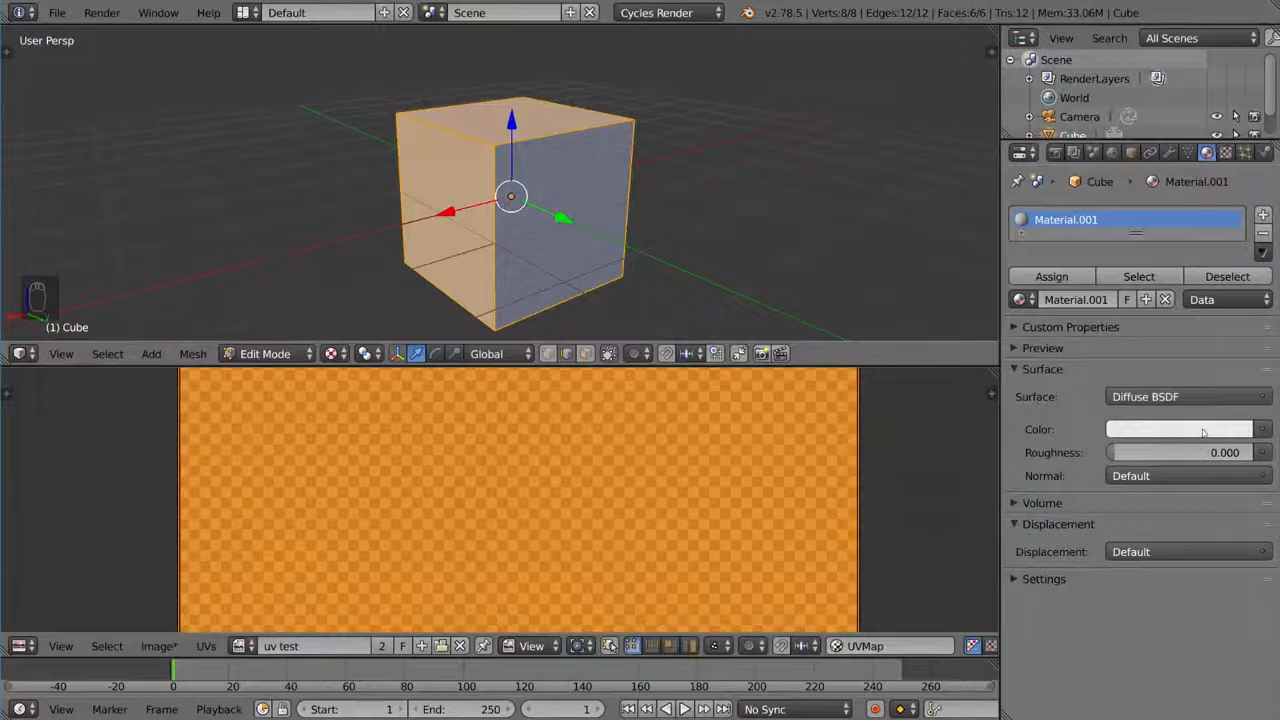 File Render Window Help Default Scene Cycles Render v2.78.5 | Verts:8/8 | Edges:12/12 | Faces:6/6 | Tris:12 | Mem:33.06M | Cube
User Persp
(1) Cube
View Select Add Mesh Edit Mode Global
View Select Image* UVs uv test 2 F View UVMap
-40 -20 0 20 40 60 80 100 120 140 160 180 200 220 240 260
View Marker Frame Playback Start: 1 End: 250 1 No Sync
View Search All Scenes
Scene
RenderLayers
World
Camera
Cube
Cube Material.001
Material.001
Assign Select Deselect
Material.001 F Data
Custom Properties
Preview
Surface
Surface: Diffuse BSDF
Color:
Roughness: 0.000
Normal: Default
Volume
Displacement
Displacement: Default
Settings